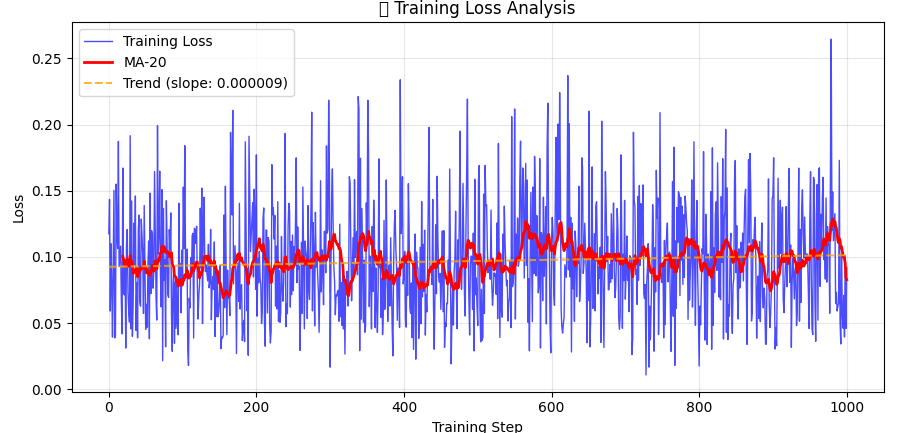 Training Loss Analysis
Training Loss
MA-20
Trend (slope: 0.000009)
Loss
0.25
0.20
0.15
0.10
0.05
0.00
0
200
400
600
800
1000
Training Step